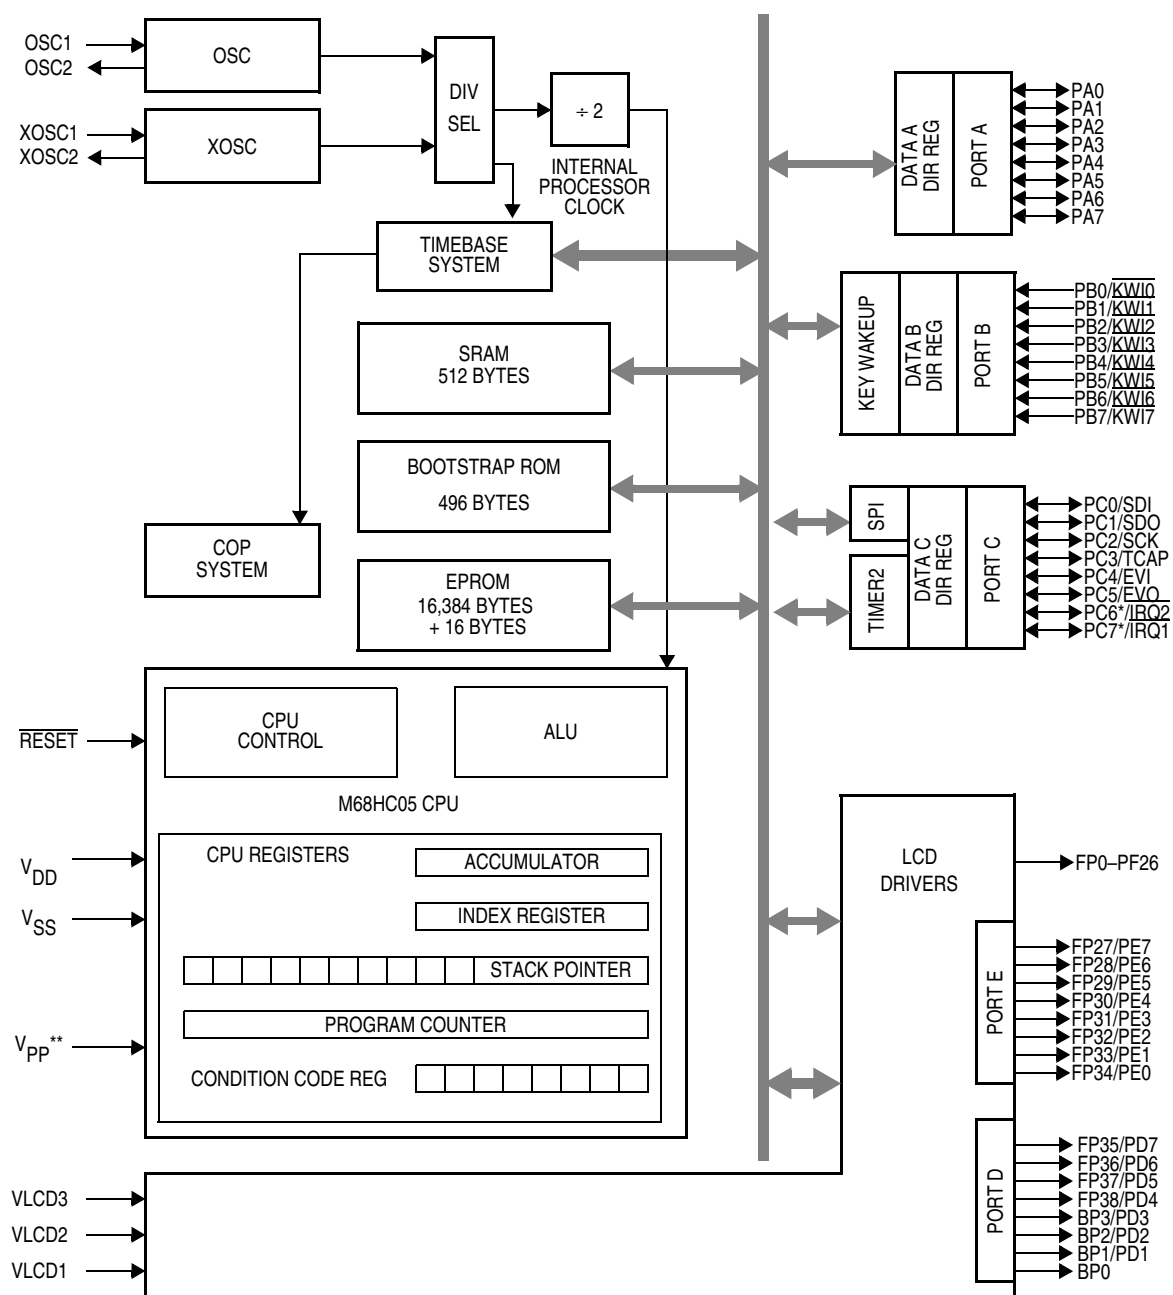 OSC1
OSC2
OSC
XOSC1
XOSC2
XOSC
DIV
SEL
÷ 2
INTERNAL
PROCESSOR
CLOCK
TIMEBASE
SYSTEM
SRAM
512 BYTES
BOOTSTRAP ROM
496 BYTES
COP
SYSTEM
EPROM
16,384 BYTES
+ 16 BYTES
RESET
CPU
CONTROL
ALU
M68HC05 CPU
VDD
VSS
VPP**
CPU REGISTERS
ACCUMULATOR
INDEX REGISTER
STACK POINTER
PROGRAM COUNTER
CONDITION CODE REG
VLCD3
VLCD2
VLCD1
DATA A
DIR REG
PORT A
PA0
PA1
PA2
PA3
PA4
PA5
PA6
PA7
KEY WAKEUP
DATA B
DIR REG
PORT B
PB0/KWI0
PB1/KWI1
PB2/KWI2
PB3/KWI3
PB4/KWI4
PB5/KWI5
PB6/KWI6
PB7/KWI7
SPI
TIMER2
DATA C
DIR REG
PORT C
PC0/SDI
PC1/SDO
PC2/SCK
PC3/TCAP
PC4/EVI
PC5/EVO
PC6*/IRQ2
PC7*/IRQ1
LCD
DRIVERS
FP0–PF26
PORT E
FP27/PE7
FP28/PE6
FP29/PE5
FP30/PE4
FP31/PE3
FP32/PE2
FP33/PE1
FP34/PE0
PORT D
FP35/PD7
FP36/PD6
FP37/PD5
FP38/PD4
BP3/PD3
BP2/PD2
BP1/PD1
BP0